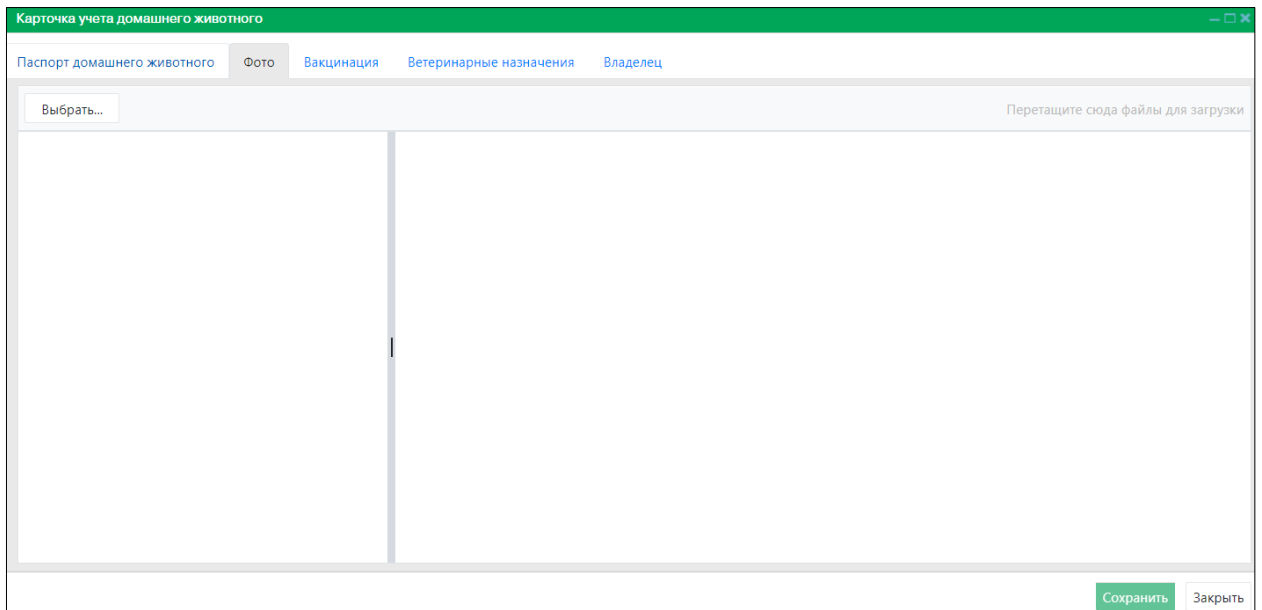 Карточка учета домашнего животного
Паспорт домашнего животного Фото Вакцинация Ветеринарные назначения Владелец
Выбрать... Перетащите сюда файлы для загрузки
Сохранить Закрыть